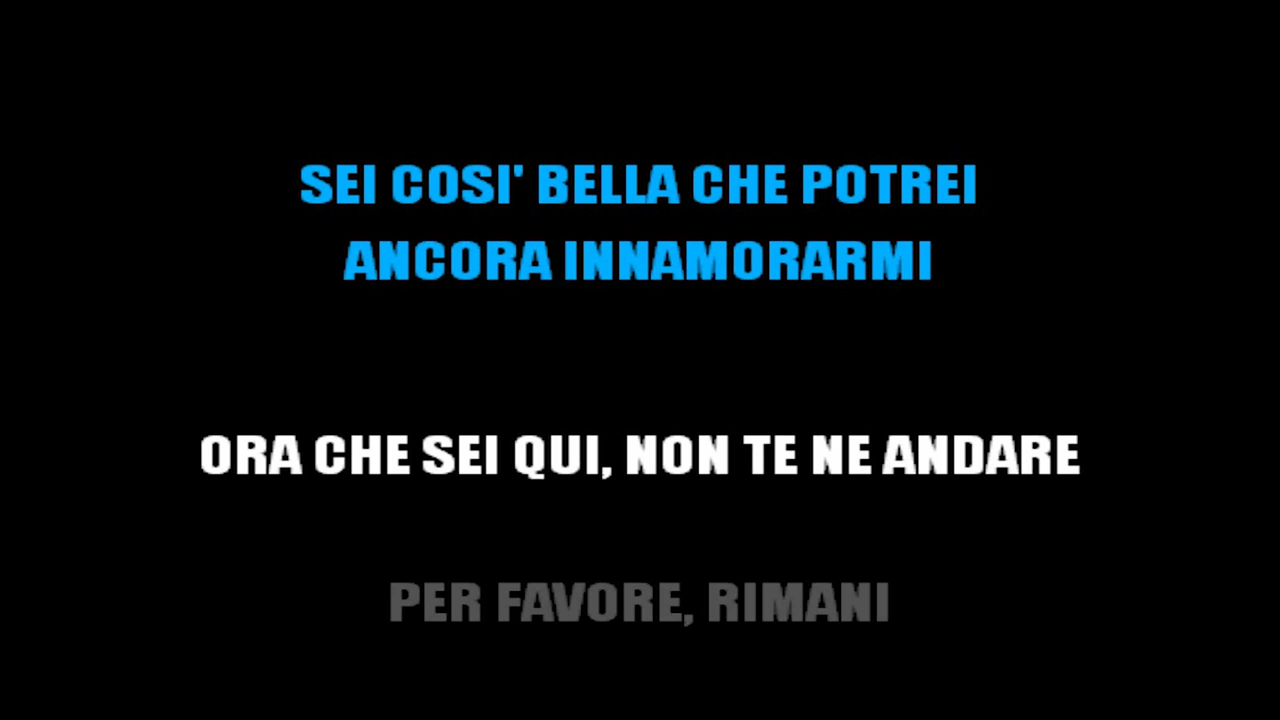 SEI COSI' BELLA CHE POTREI
ANCORA INNAMORARMI
ORA CHE SEI QUI, NON TE NE ANDARE
PER FAVORE, RIMANI